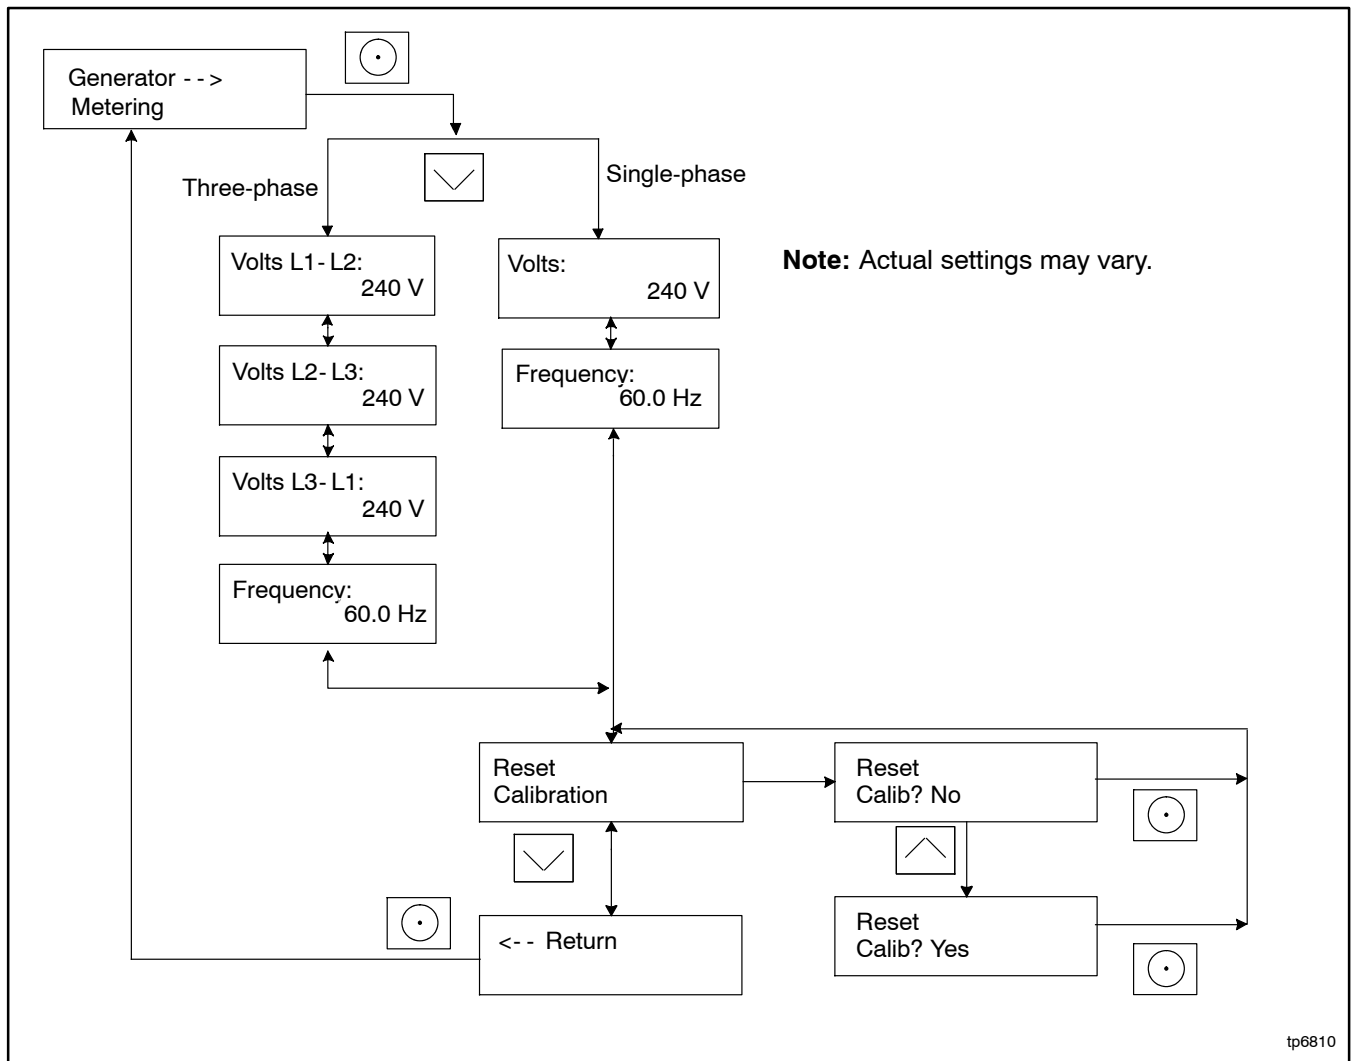 Generator - - >
Metering
Three-phase
Single-phase
Volts L1- L2:
240 V
Volts:
240 V
Note: Actual settings may vary.
Volts L2- L3:
240 V
Frequency:
60.0 Hz
Volts L3- L1:
240 V
Frequency:
60.0 Hz
Reset
Calibration
Reset
Calib? No
<- - Return
Reset
Calib? Yes
tp6810